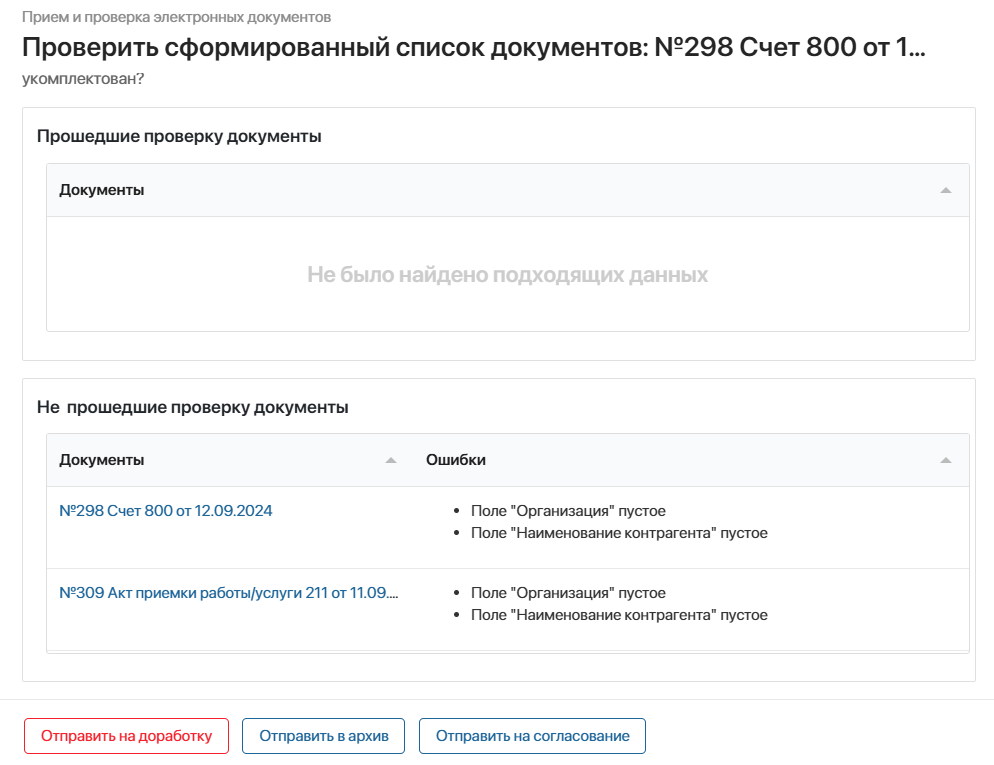 Прием и проверка электронных документов
Проверить сформированный список документов: №298 Счет 800 от 1...
укомплектован?
Прошедшие проверку документы
Документы
Не было найдено подходящих данных
Не прошедшие проверку документы
Документы Ошибки
№298 Счет 800 от 12.09.2024
Поле "Организация" пустое
Поле "Наименование контрагента" пустое
№309 Акт приемки работы/услуги 211 от 11.09....
Поле "Организация" пустое
Поле "Наименование контрагента" пустое
Отправить на доработку Отправить в архив Отправить на согласование